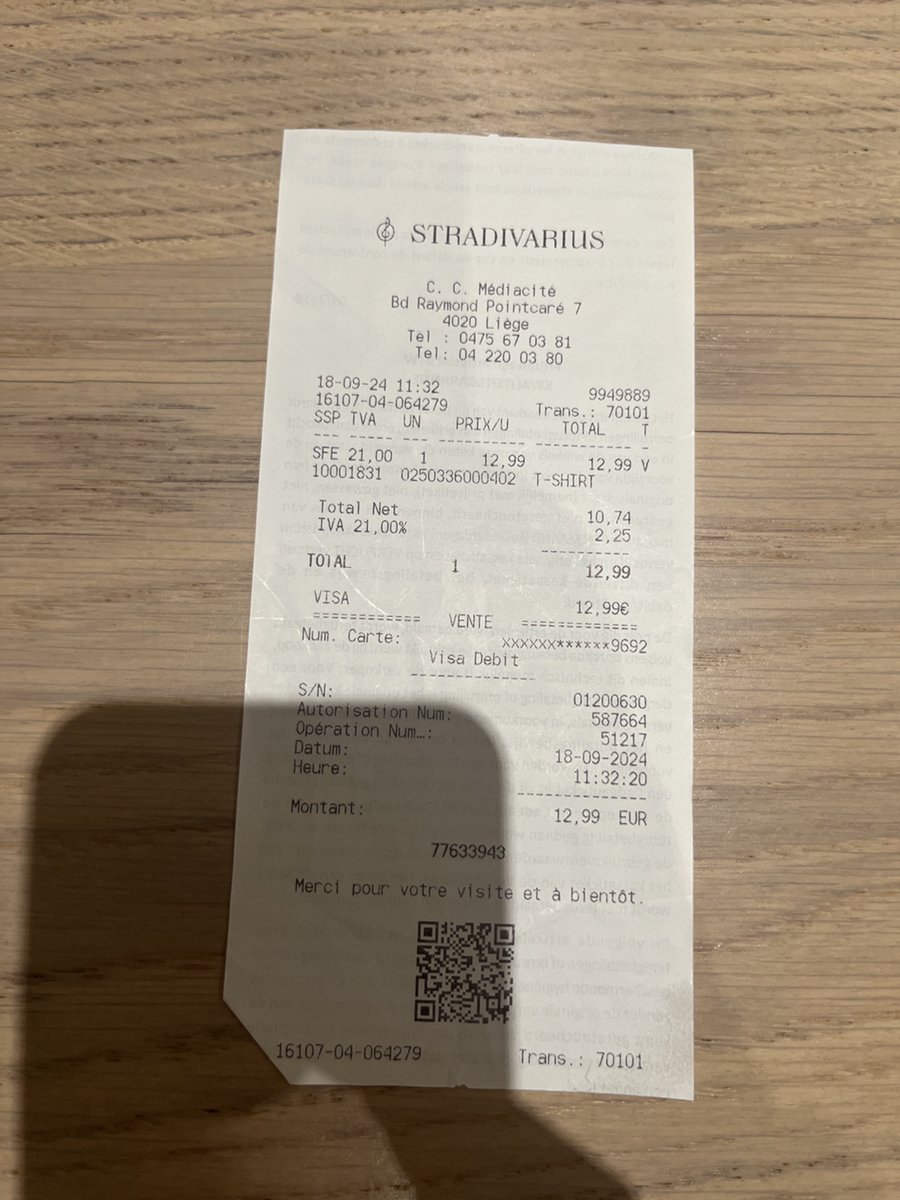 STRADIVARIUS
C. C. Médiacité
Bd Raymond Pointcaré 7
4020 Liège
Tel : 0475 67 03 81
Tel: 04 220 03 80
18-09-24 11:32 9949889
16107-04-064279 Trans.: 70101
SSP TVA UN PRIX/U TOTAL T
SFE 21,00 1 12,99 12,99 V
10001831 0250336000402 T-SHIRT
Total Net 10,74
IVA 21,00% 2,25
TOTAL 1 12,99
VISA 12,99€
============ VENTE =============
Num. Carte: XXXXXX******9692
Visa Debit
S/N: 01200630
Autorisation Num: 587664
Opération Num…: 51217
Datum: 18-09-2024
Heure: 11:32:20
Montant: 12,99 EUR
77633943
Merci pour votre visite et à bientôt.
16107-04-064279 Trans.: 70101